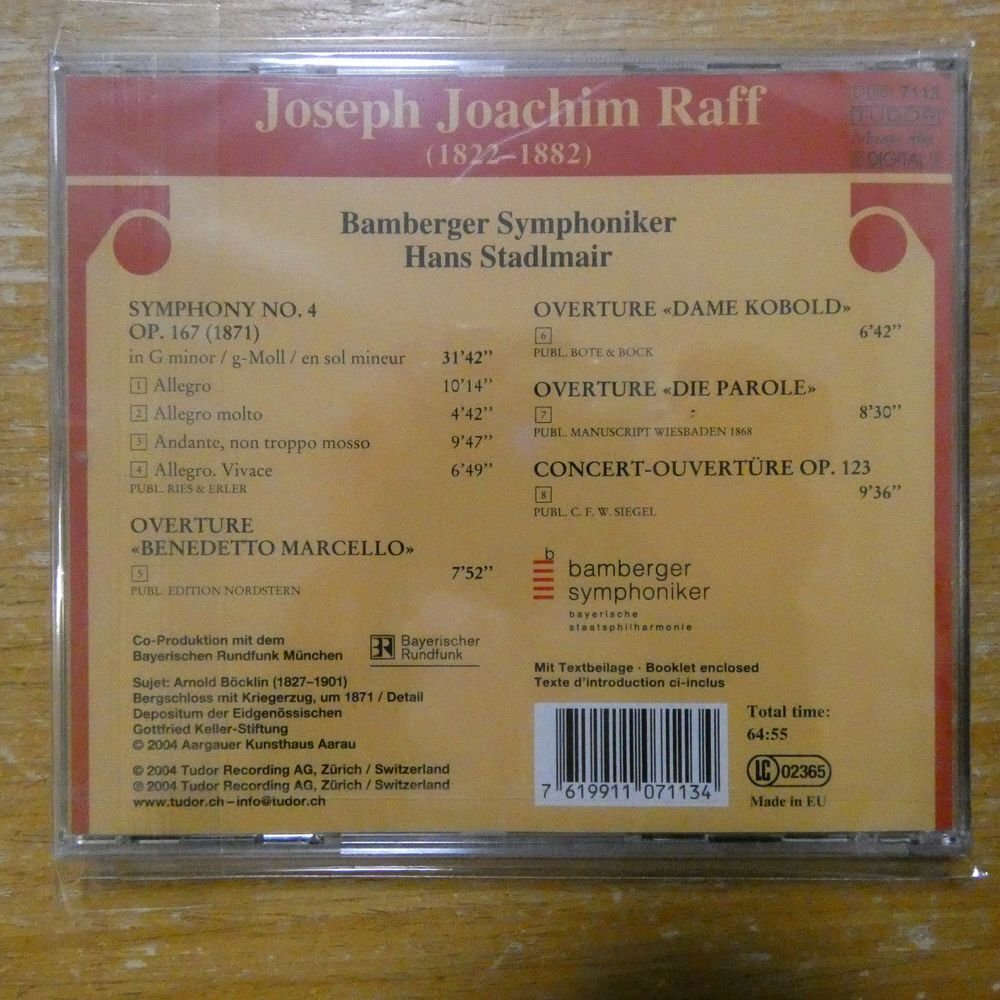 Joseph Joachim Raff
(1822–1882)
7113
TUDOR
DIGITAL
Bamberger Symphoniker
Hans Stadlmair
SYMPHONY NO. 4
OP. 167 (1871)
in G minor / g-Moll / en sol mineur 31’42”
1 Allegro 10’14”
2 Allegro molto 4’42”
3 Andante, non troppo mosso 9’47”
4 Allegro. Vivace 6’49”
PUBL. RIES & ERLER
OVERTURE
«BENEDETTO MARCELLO»
5 7’52”
PUBL. EDITION NORDSTERN
OVERTURE «DAME KOBOLD»
6 6’42”
PUBL. BOTE & BOCK
OVERTURE «DIE PAROLE»
7 8’30”
PUBL. MANUSCRIPT WIESBADEN 1868
CONCERT-OUVERTÜRE OP. 123
8 9’36”
PUBL. C. F. W. SIEGEL
b
bamberger
symphoniker
bayerische
staatsphilharmonie
Co-Produktion mit dem
Bayerischen Rundfunk München
BR Bayerischer
Rundfunk
Sujet: Arnold Böcklin (1827–1901)
Bergschloss mit Kriegerzug, um 1871 / Detail
Depositum der Eidgenössischen
Gottfried Keller-Stiftung
© 2004 Aargauer Kunsthaus Aarau
© 2004 Tudor Recording AG, Zürich / Switzerland
℗ 2004 Tudor Recording AG, Zürich / Switzerland
www.tudor.ch – info@tudor.ch
Mit Textbeilage · Booklet enclosed
Texte d’introduction ci-inclus
7 619911 071134
Total time:
64:55
LC 02365
Made in EU